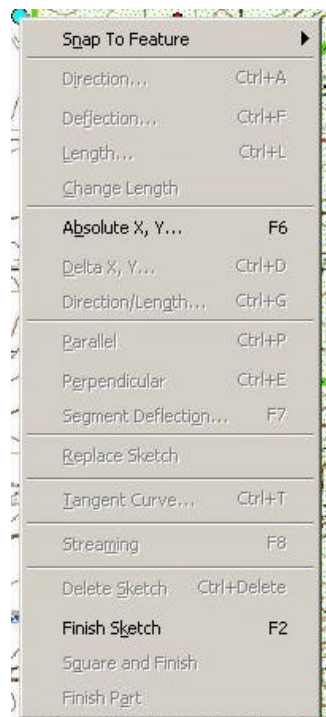 Snap To Feature
Direction... Ctrl+A
Deflection... Ctrl+F
Length... Ctrl+L
Change Length
Absolute X, Y... F6
Delta X, Y... Ctrl+D
Direction/Length... Ctrl+G
Parallel Ctrl+P
Perpendicular Ctrl+E
Segment Deflection... F7
Replace Sketch
Tangent Curve... Ctrl+T
Streaming F8
Delete Sketch Ctrl+Delete
Finish Sketch F2
Square and Finish
Finish Part